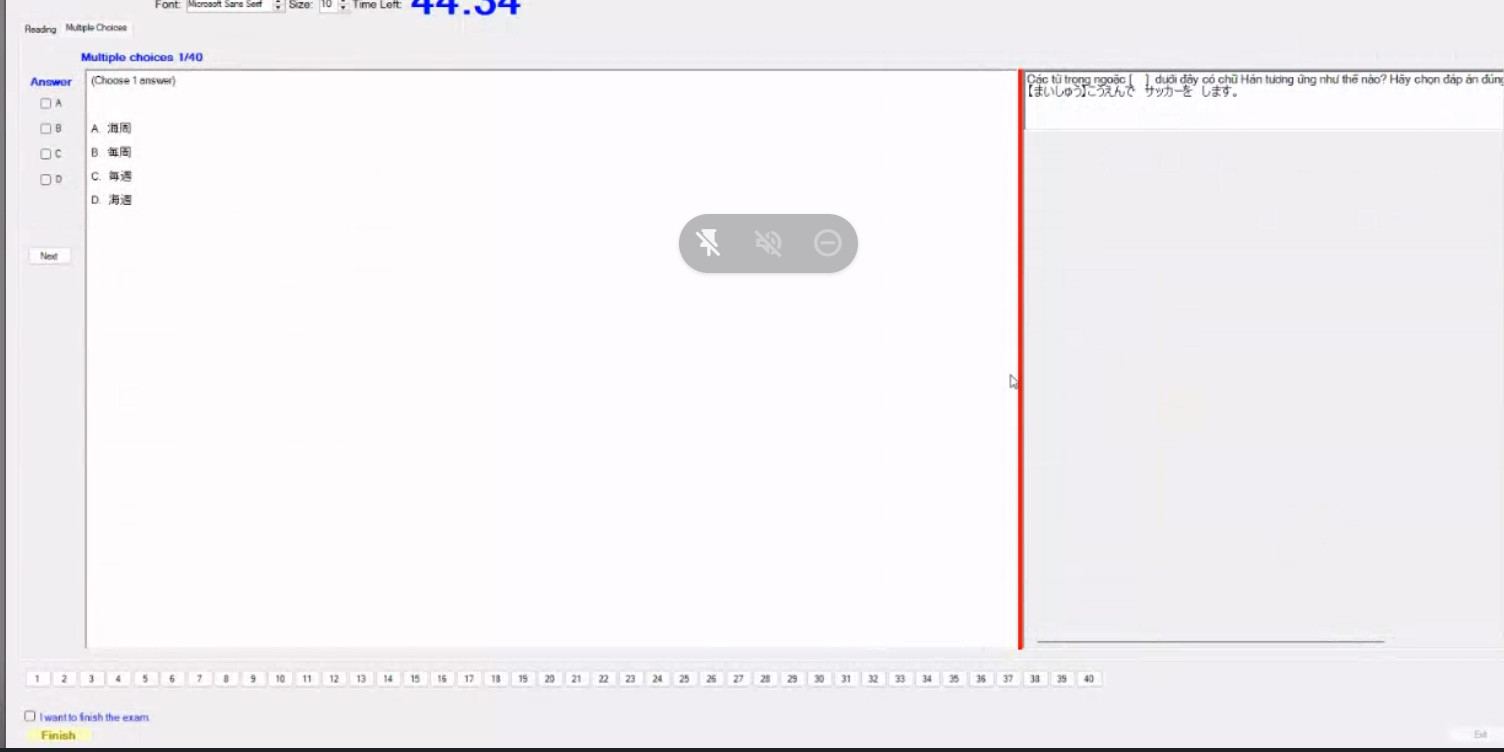 Font: Microsoft Sans Serif Size: 10 Time Left: 44:34
Reading Multiple Choices
Multiple choices 1/40
Answer
A
B
C
D
Next
(Choose 1 answer)
A. 海周
B. 毎周
C. 毎週
D. 海週
Các từ trong ngoặc [ ] dưới đây có chữ Hán tương ứng như thế nào? Hãy chọn đáp án đúng
【まいしゅう】こうえんで サッカーを します。
1 2 3 4 5 6 7 8 9 10 11 12 13 14 15 16 17 18 19 20 21 22 23 24 25 26 27 28 29 30 31 32 33 34 35 36 37 38 39 40
I want to finish the exam.
Finish
Exit